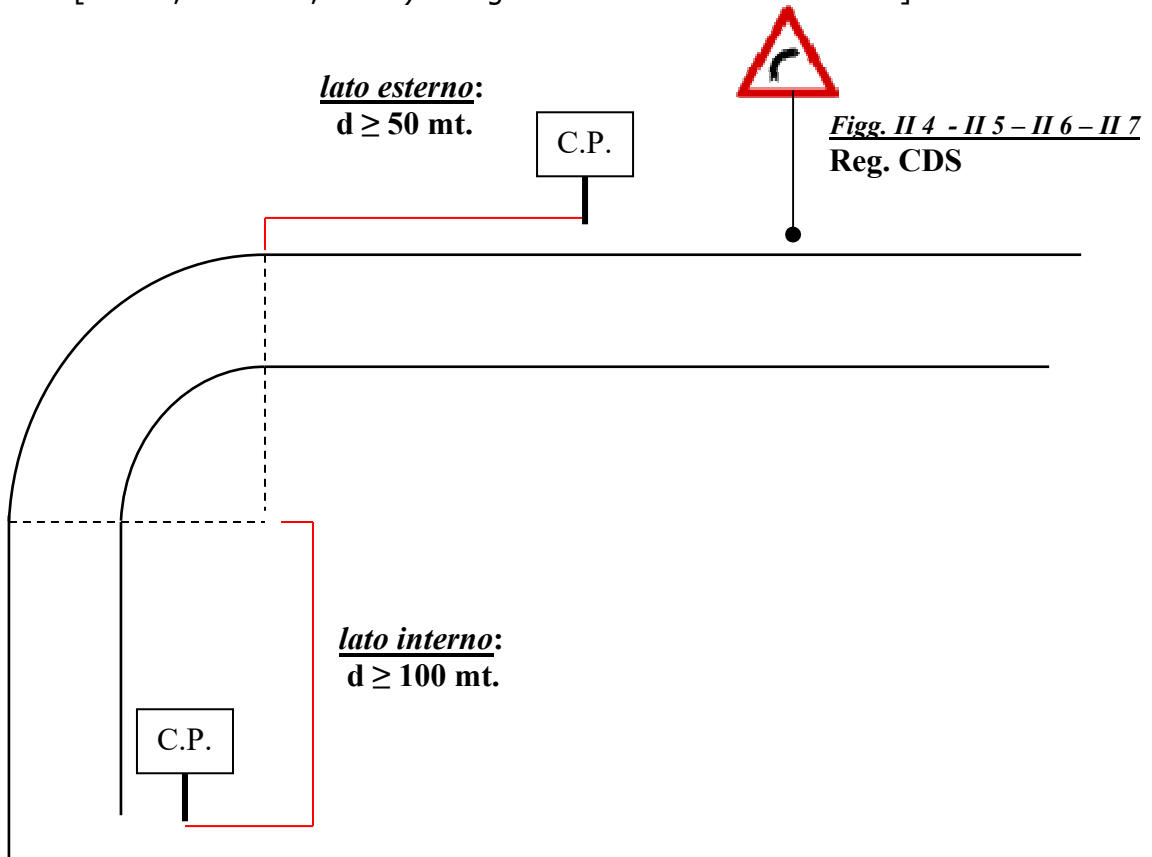 lato esterno:
d ≥ 50 mt.
C.P.
Figg. II 4 - II 5 – II 6 – II 7
Reg. CDS
lato interno:
d ≥ 100 mt.
C.P.